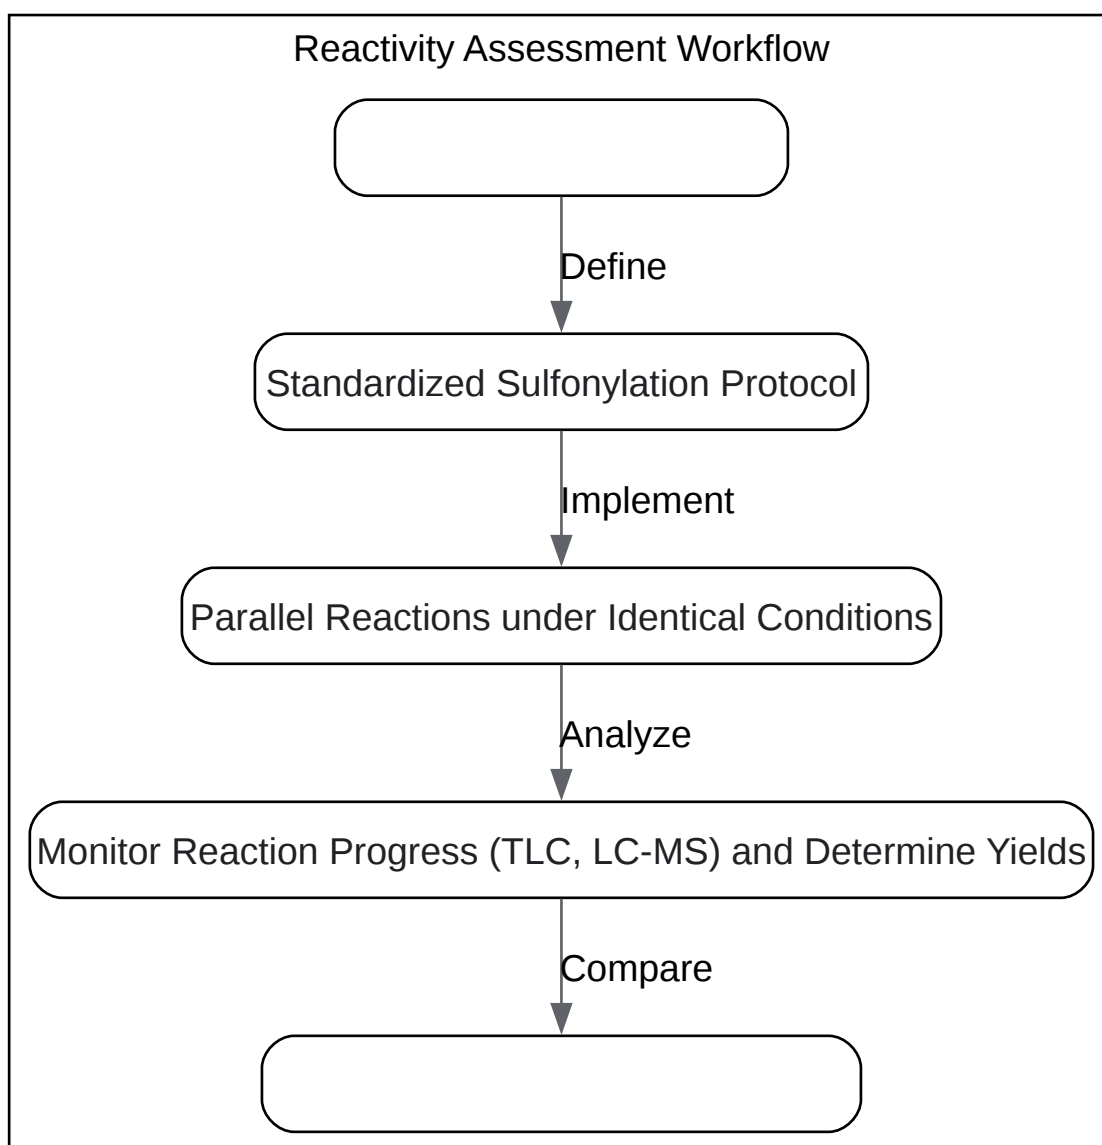 Reactivity Assessment Workflow
Define
Standardized Sulfonylation Protocol
Implement
Parallel Reactions under Identical Conditions
Analyze
Monitor Reaction Progress (TLC, LC-MS) and Determine Yields
Compare